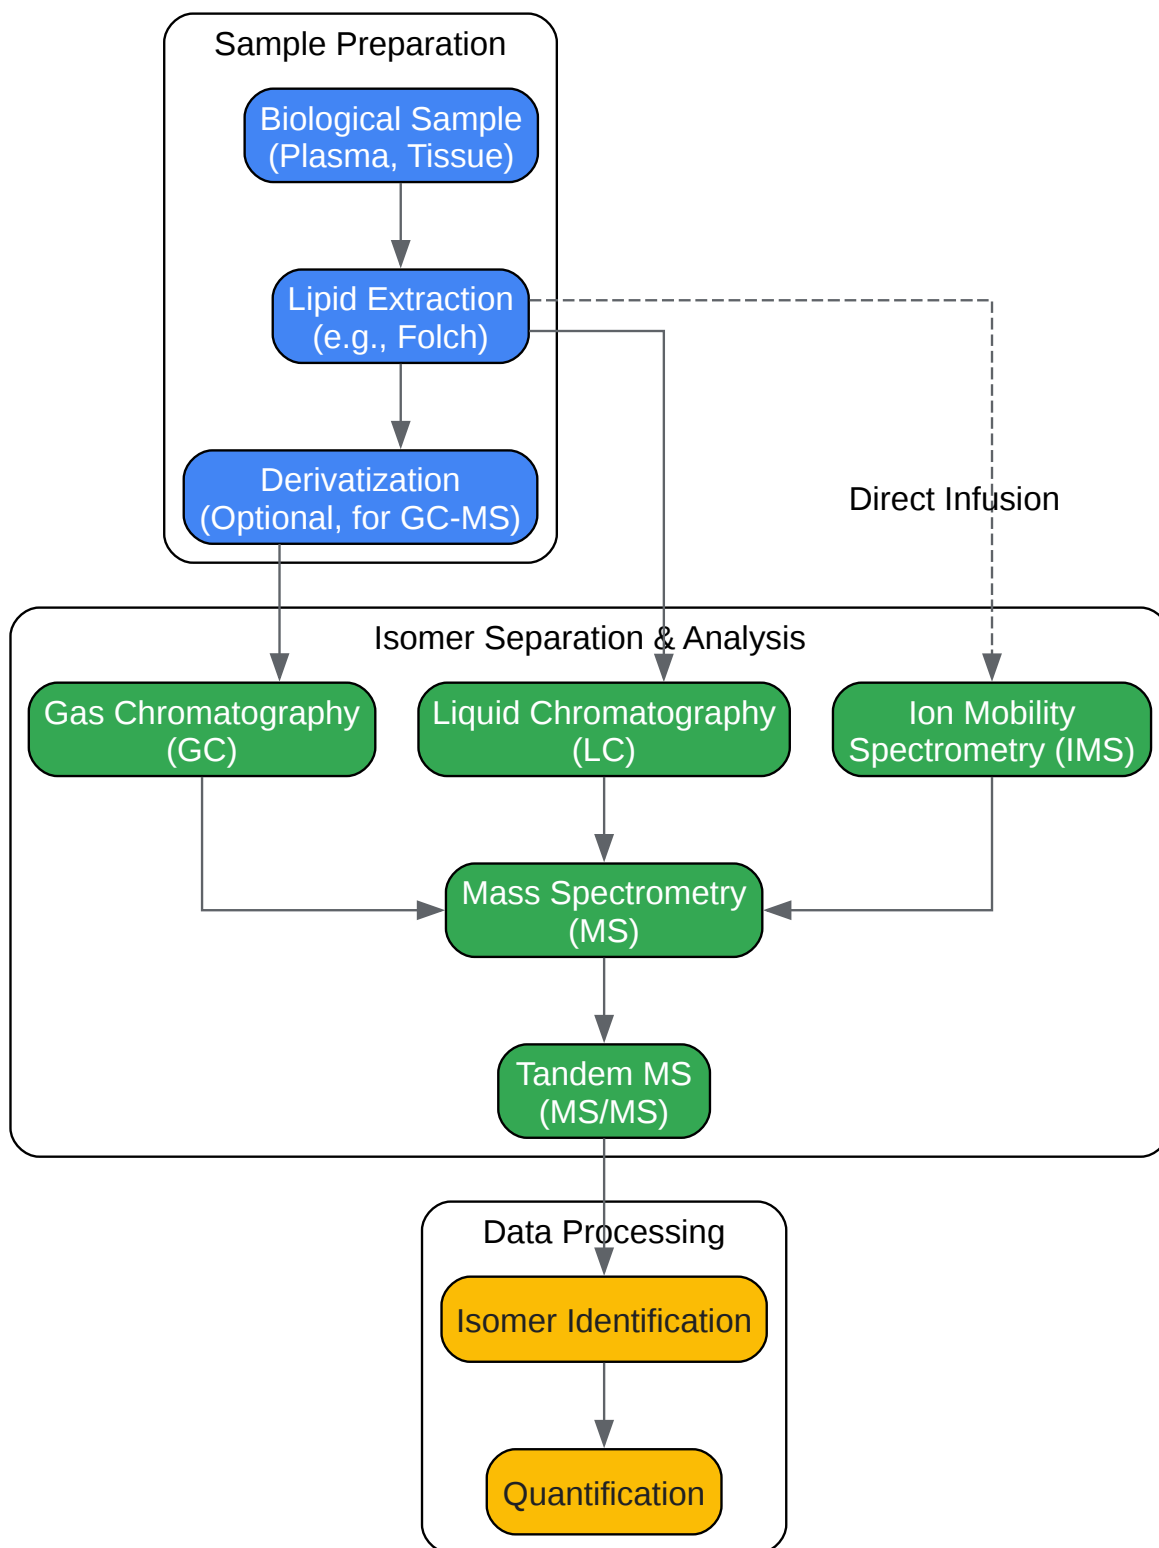 Sample Preparation
Biological Sample
(Plasma, Tissue)
Lipid Extraction
(e.g., Folch)
Derivatization
(Optional, for GC-MS)
Direct Infusion
Isomer Separation & Analysis
Gas Chromatography
(GC)
Liquid Chromatography
(LC)
Ion Mobility
Spectrometry (IMS)
Mass Spectrometry
(MS)
Tandem MS
(MS/MS)
Data Processing
Isomer Identification
Quantification